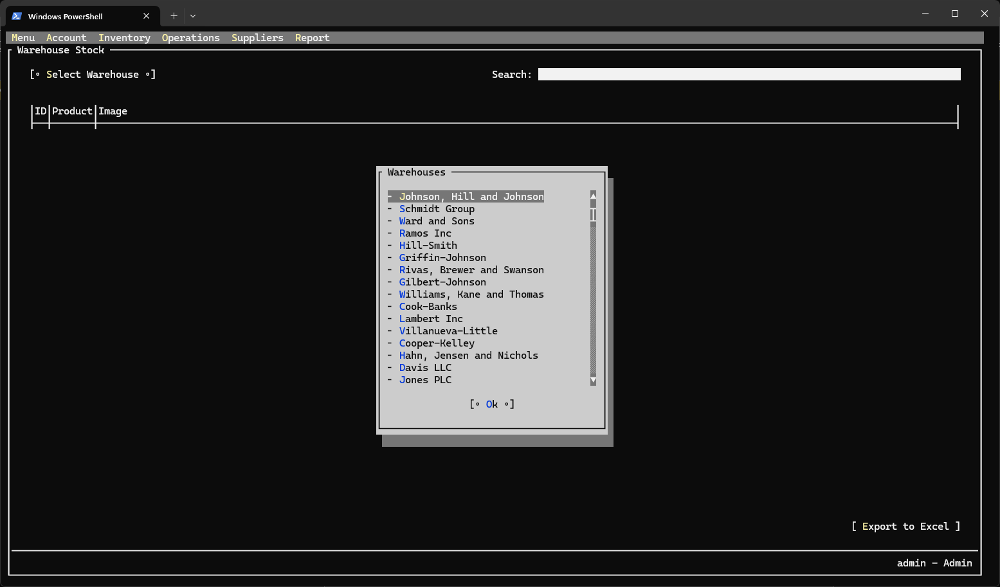 Windows PowerShell
Menu Account Inventory Operations Suppliers Report
Warehouse Stock
[◦ Select Warehouse ◦] Search:
ID Product Image
Warehouses
- Johnson, Hill and Johnson
- Schmidt Group
- Ward and Sons
- Ramos Inc
- Hill-Smith
- Griffin-Johnson
- Rivas, Brewer and Swanson
- Gilbert-Johnson
- Williams, Kane and Thomas
- Cook-Banks
- Lambert Inc
- Villanueva-Little
- Cooper-Kelley
- Hahn, Jensen and Nichols
- Davis LLC
- Jones PLC
[◦ Ok ◦]
[ Export to Excel ]
admin - Admin